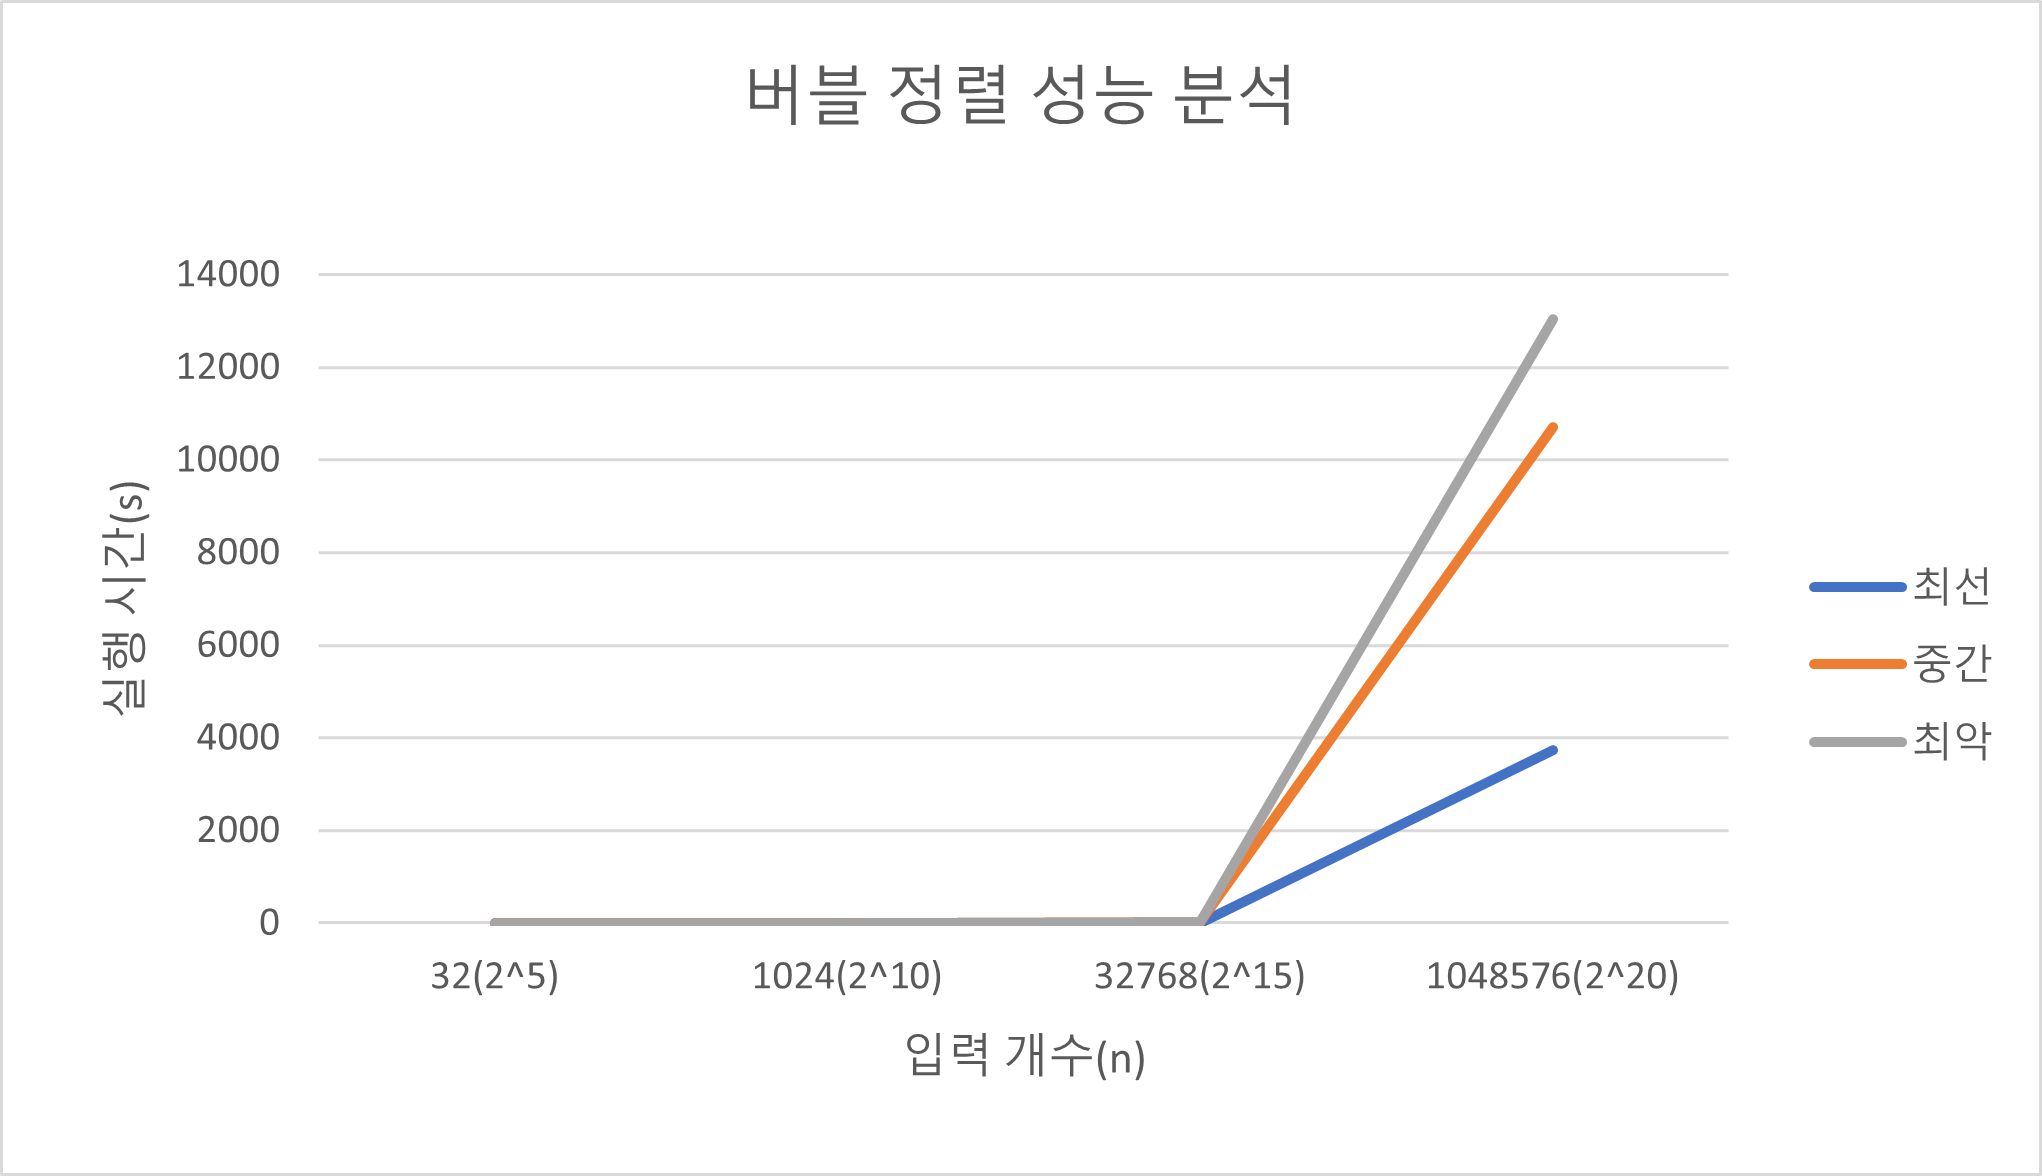 버블 정렬 성능 분석
14000
12000
10000
8000
6000
4000
2000
0
실행 시간(s)
32(2^5)
1024(2^10)
32768(2^15)
1048576(2^20)
입력 개수(n)
최선
중간
최악